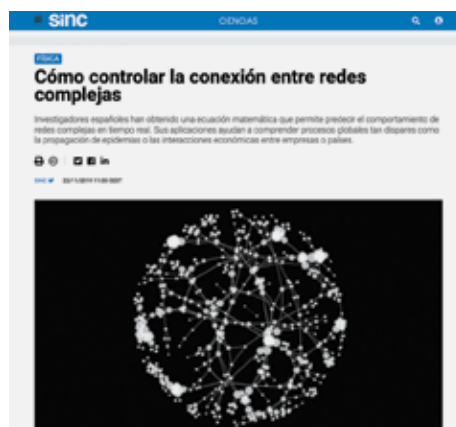 sinc
CIENCIAS
FÍSICA
Cómo controlar la conexión entre redes
complejas
Investigadores españoles han obtenido una ecuación matemática que permite predecir el comportamiento de
redes complejas en tiempo real. Sus aplicaciones ayudan a comprender procesos globales tan dispares como
la propagación de epidemias o las interacciones económicas entre empresas o países.
SINC